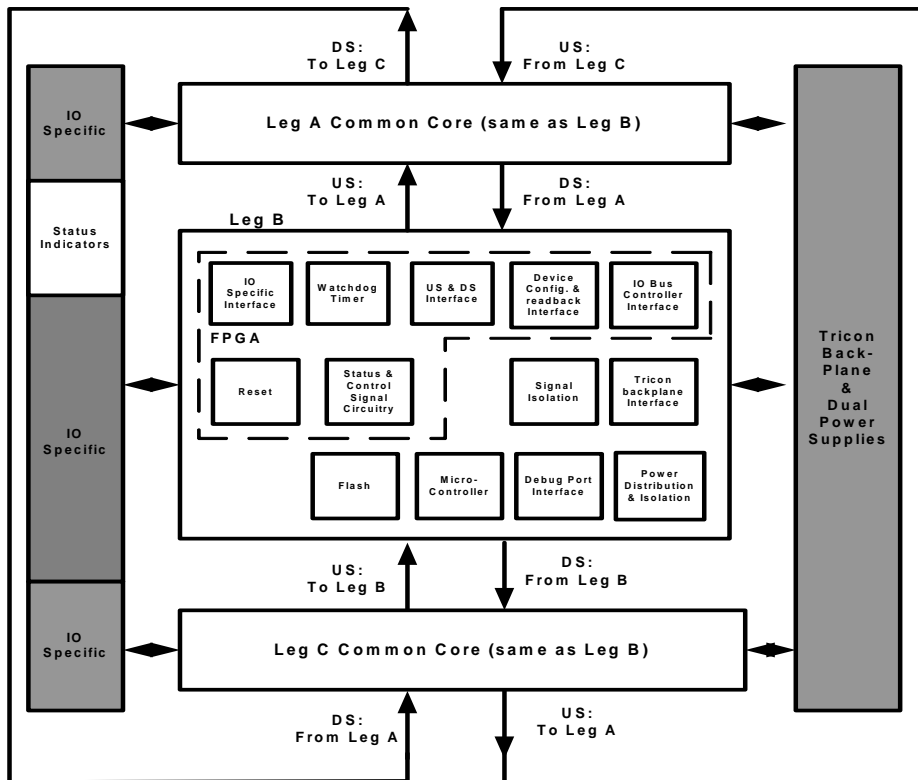 DS:
To Leg C
US:
From Leg C
IO
Specific
Leg A Common Core (same as Leg B)
US:
To Leg A
DS:
From Leg A
Status
Indicators
Leg B
IO
Specific
Interface
Watchdog
Timer
US & DS
Interface
Device
Config. &
readback
Interface
IO Bus
Controller
Interface
FPGA
Reset
Status &
Control
Signal
Circuitry
Signal
Isolation
Tricon
backplane
Interface
Flash
Micro-
Controller
Debug Port
Interface
Power
Distribution
& Isolation
IO
Specific
Tricon
Back-
Plane
&
Dual
Power
Supplies
US:
To Leg B
DS:
From Leg B
IO
Specific
Leg C Common Core (same as Leg B)
DS:
From Leg A
US:
To Leg A